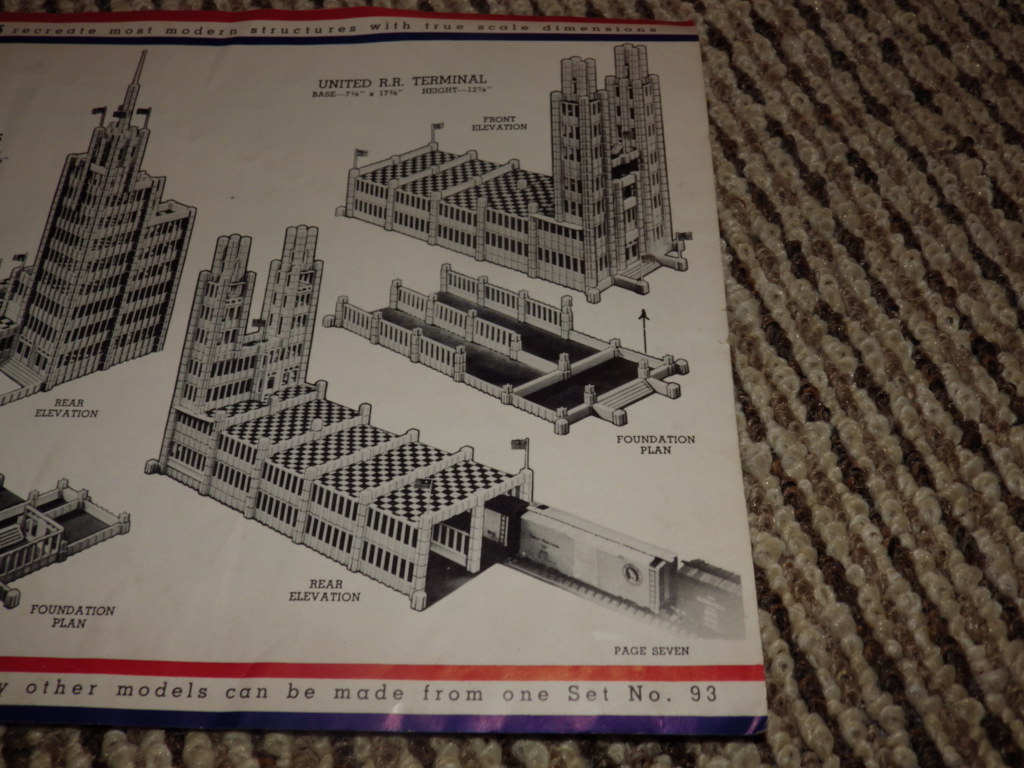 recreate most modern structures with true scale dimensions
UNITED R.R. TERMINAL
FRONT
ELEVATION
REAR
ELEVATION
FOUNDATION
PLAN
REAR
ELEVATION
FOUNDATION
PLAN
PAGE SEVEN
other models can be made from one Set No. 93